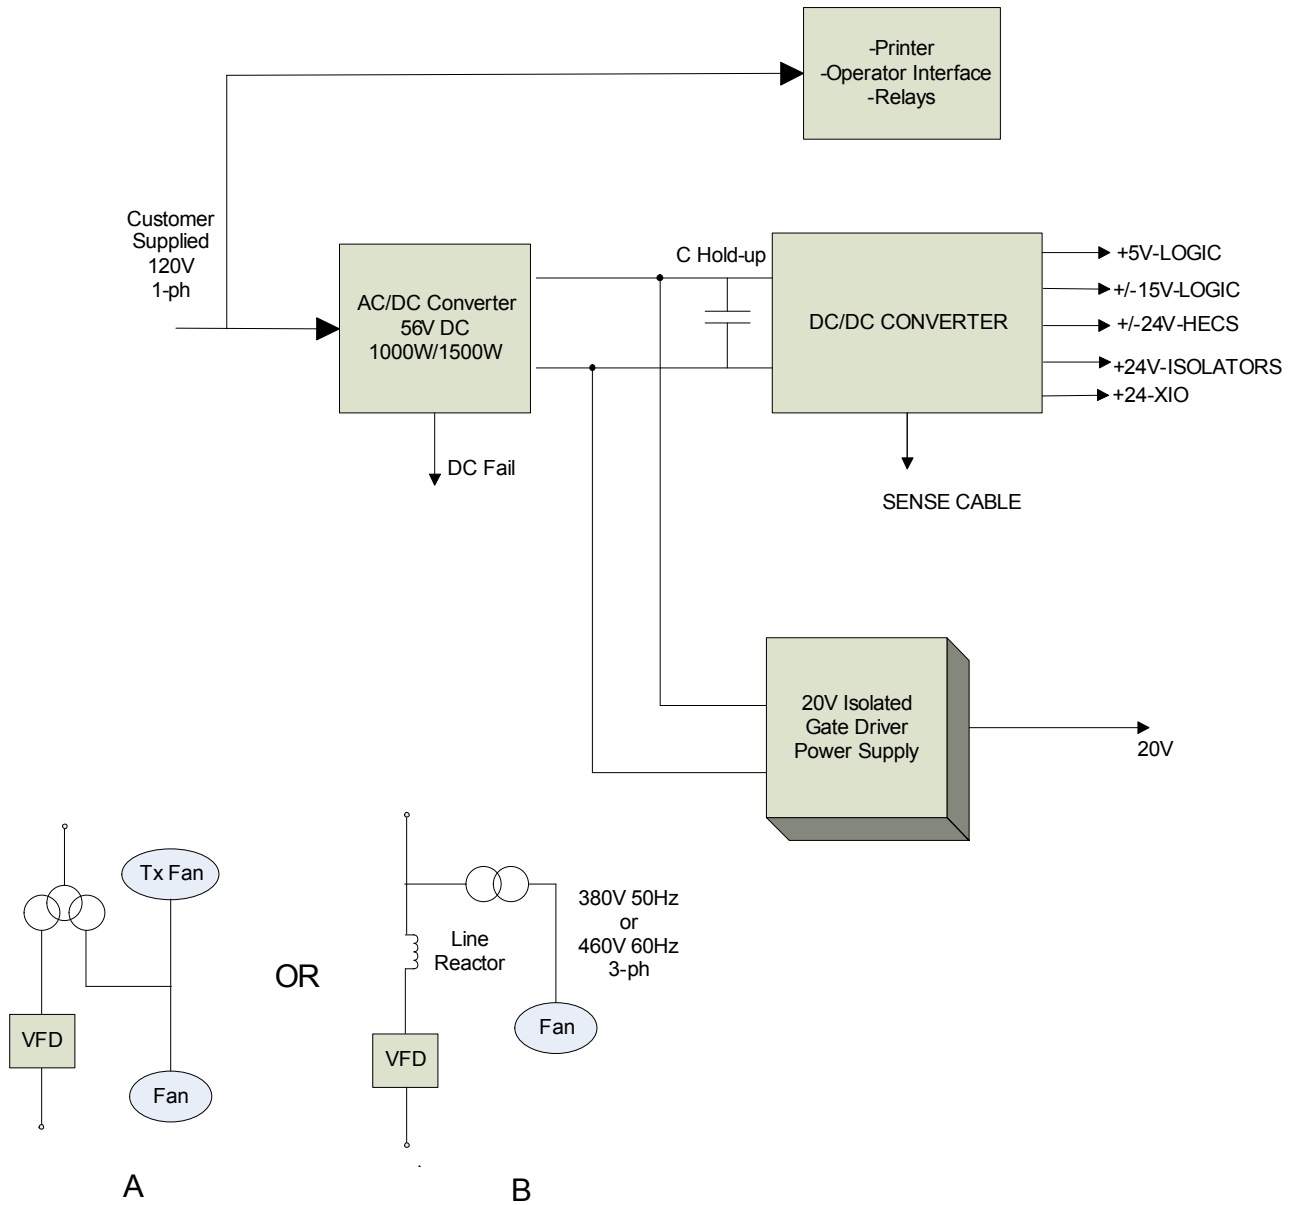 -Printer
-Operator Interface
-Relays
Customer
Supplied
120V
1-ph
AC/DC Converter
56V DC
1000W/1500W
DC Fail
C Hold-up
DC/DC CONVERTER
+5V-LOGIC
+/-15V-LOGIC
+/-24V-HECS
+24V-ISOLATORS
+24-XIO
SENSE CABLE
20V Isolated
Gate Driver
Power Supply
20V
Tx Fan
VFD
Fan
A
OR
Line
Reactor
380V 50Hz
or
460V 60Hz
3-ph
Fan
VFD
B